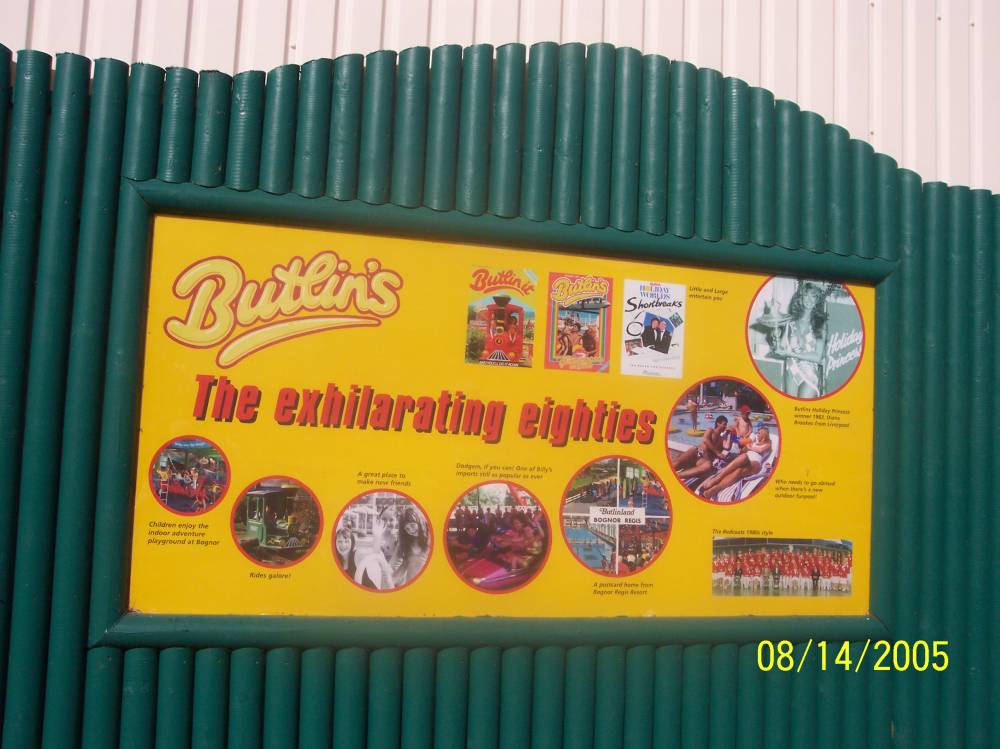 Butlin's
The exhilarating eighties
Butlin's
HOLIDAY
WORLDS
Shortbreaks
Little and Large
entertain you
Holiday
Princess
Butlins Holiday Princess
winner 1983, Diana
from Liverpool
Children enjoy the
indoor adventure
playground at Bognor
Rides galore!
A great place to
make new friends
Dodgems, if you can! One of Billy's
imports still as popular as ever
Butlinland
BOGNOR REGIS
A postcard home from
Bognor Regis Resort
Who needs to go abroad
when there's a new
outdoor funpool!
The Redcoats 1980s style
08/14/2005